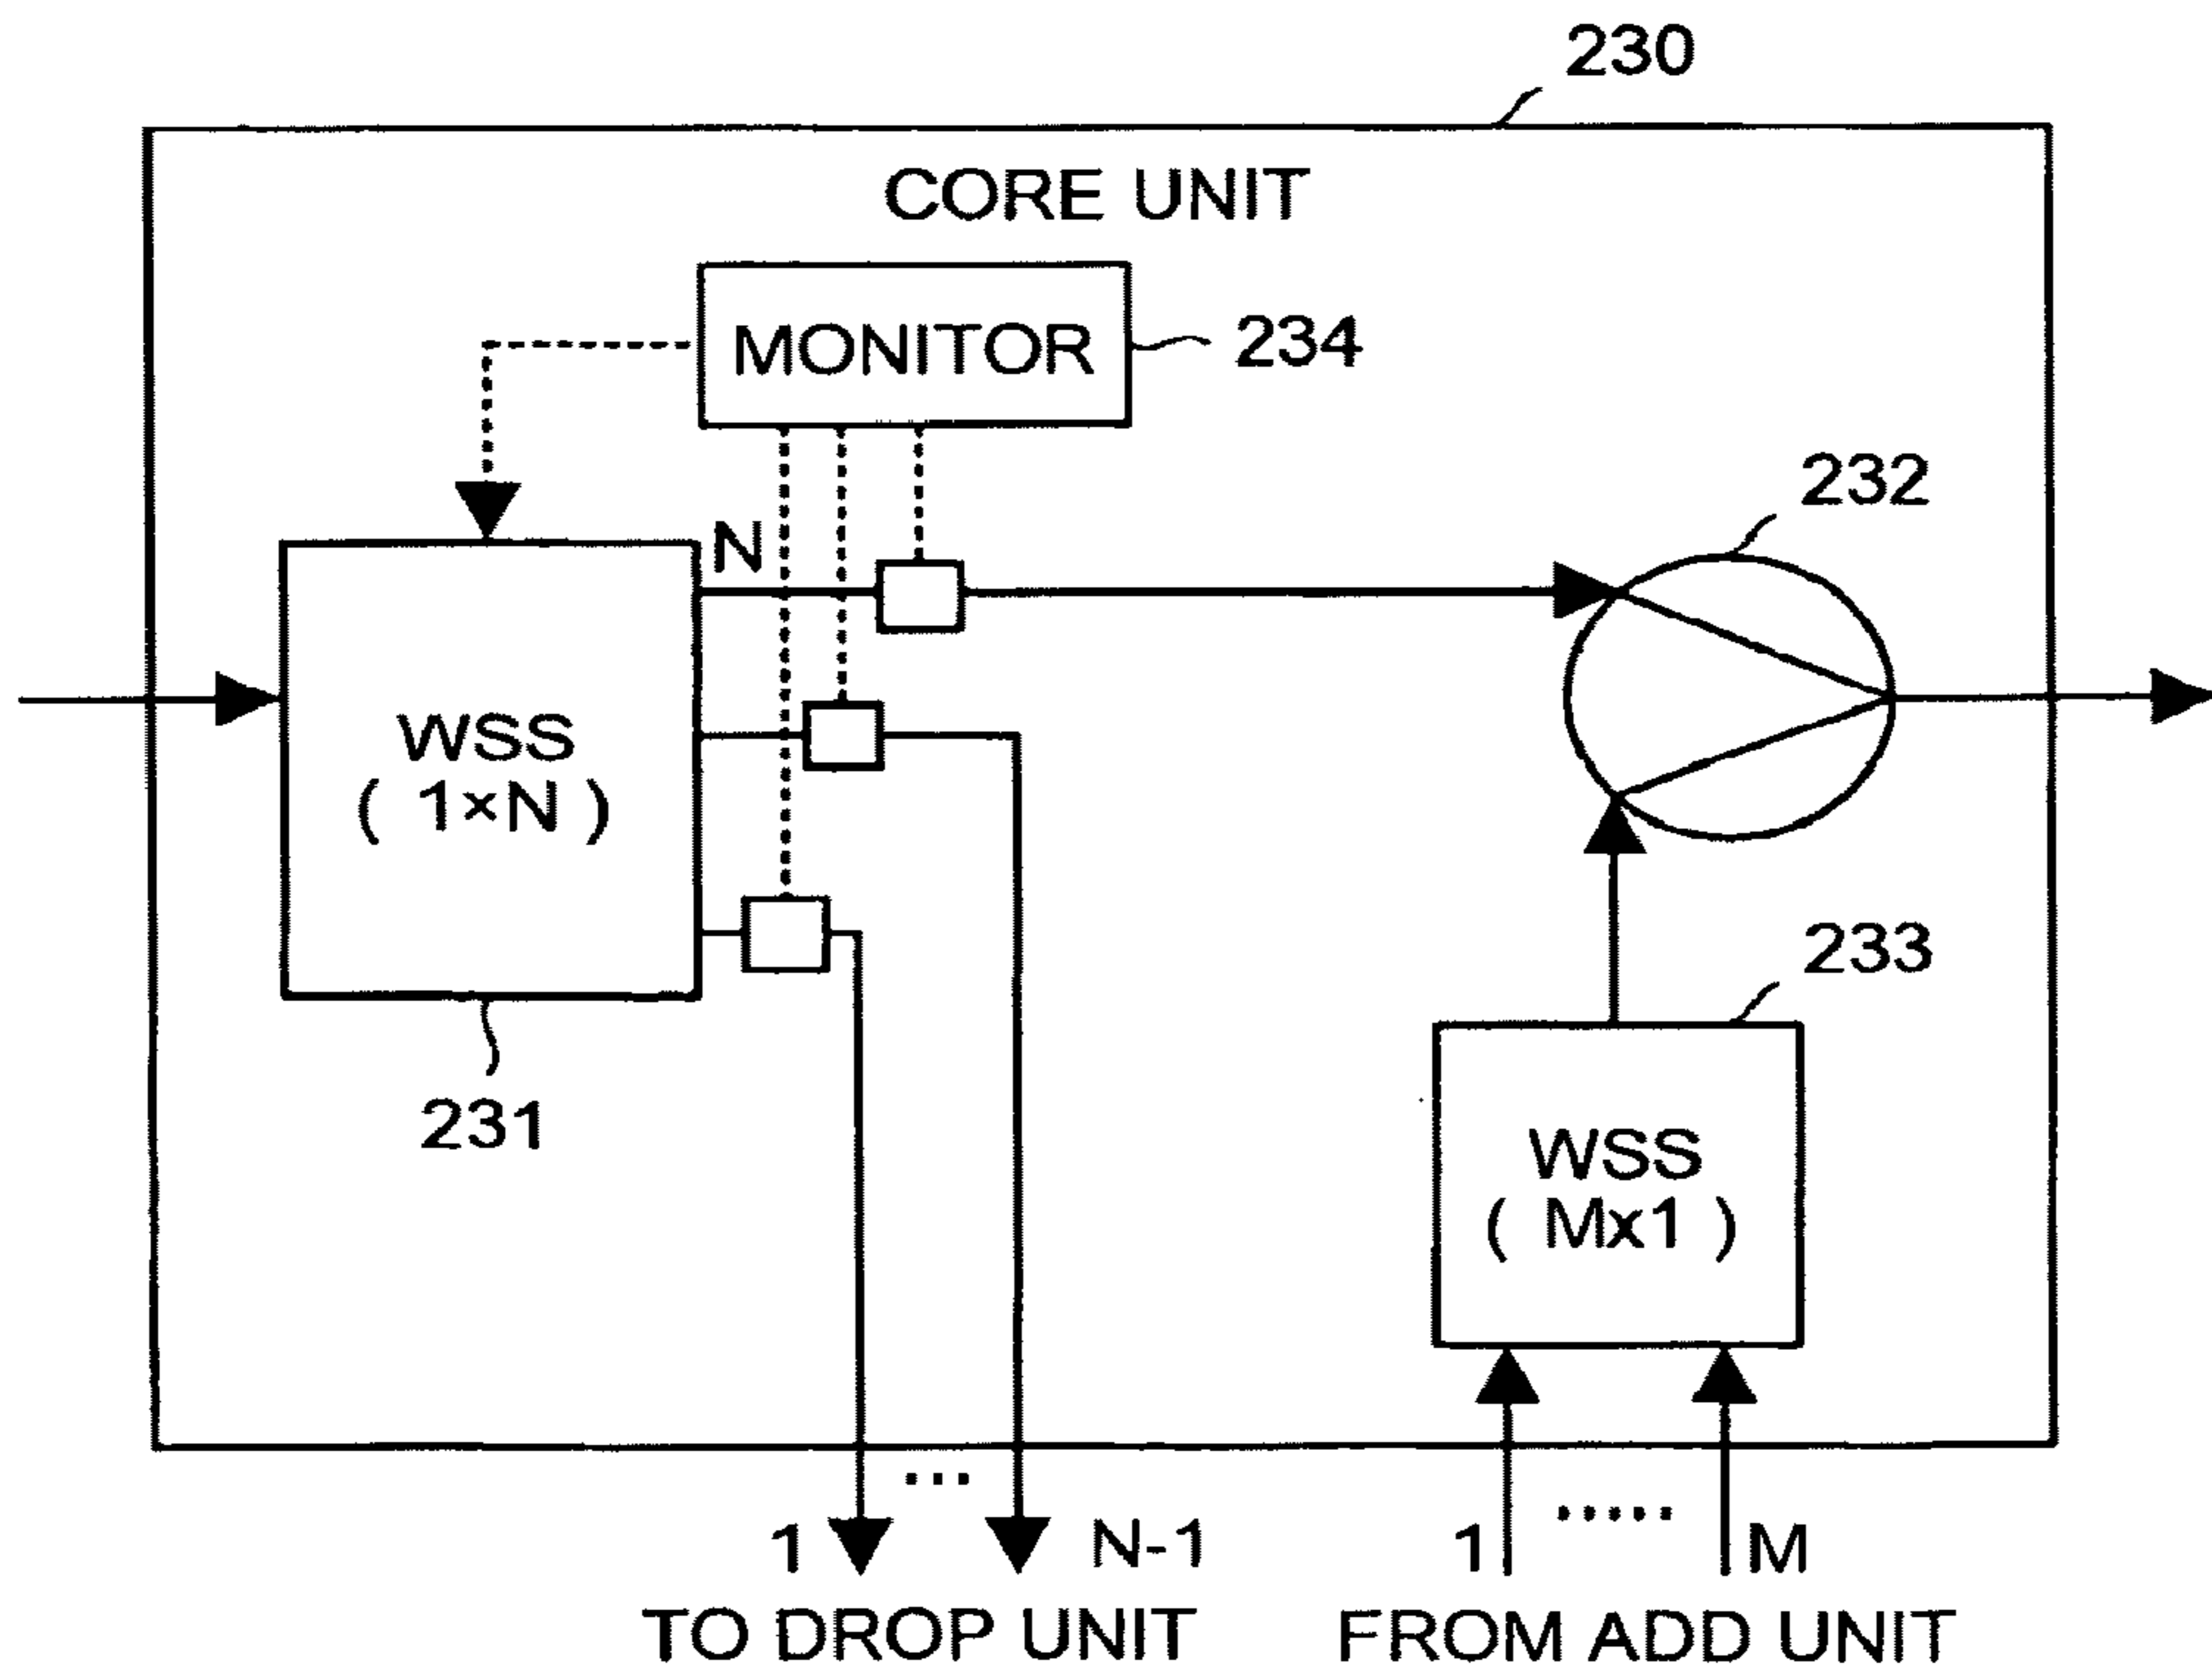 230
CORE UNIT
MONITOR
234
232
N
WSS
( 1×N )
233
231
WSS
( Mx1 )
...
.....
1
N-1
1
M
TO DROP UNIT
FROM ADD UNIT